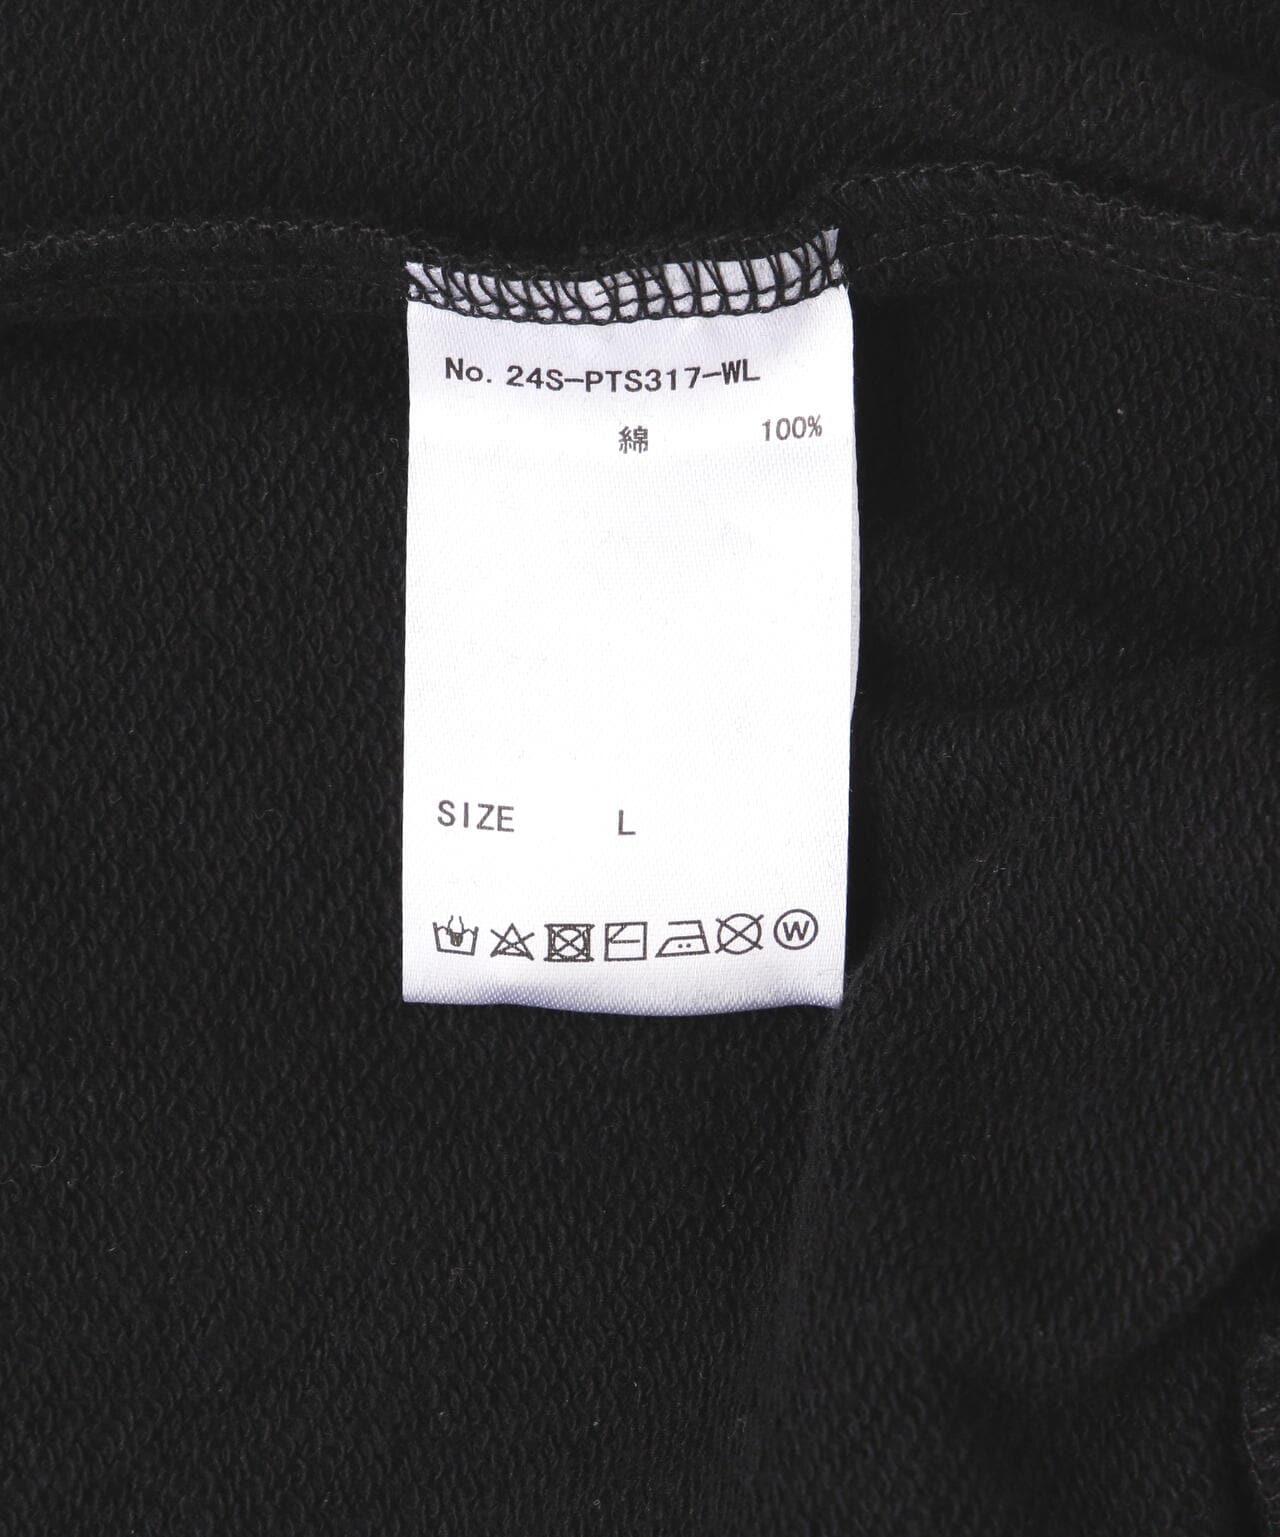 No. 24S-PTS317-WL
綿 100%
SIZE L
W